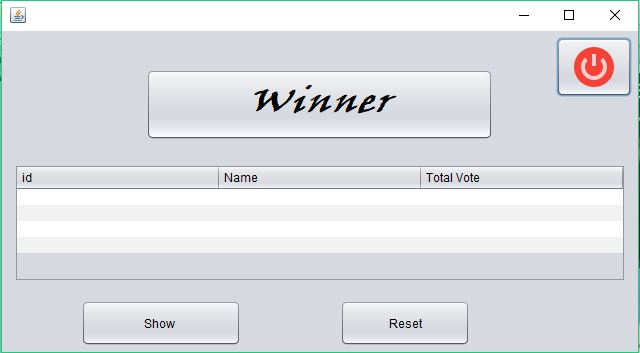 Winner
id Name Total Vote
Show Reset